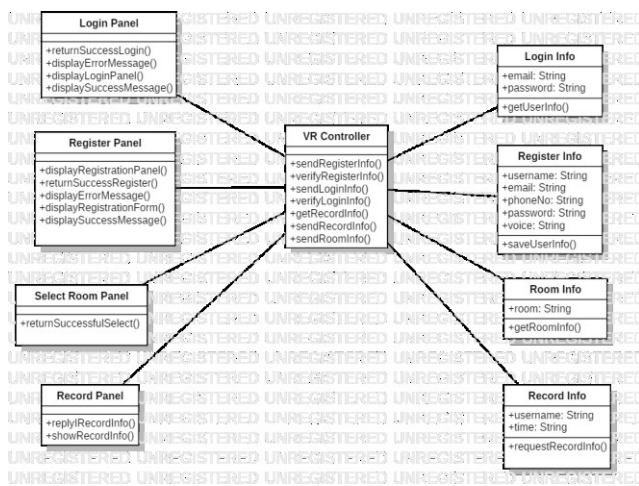 Login Panel
+returnSuccessLogin()
+displayErrorMessage()
+displayLoginPanel()
+displaySuccessMessage()
Register Panel
+displayRegistrationPanel()
+returnSuccessRegister()
+displayErrorMessage()
+displayRegistrationForm()
+displaySuccessMessage()
Select Room Panel
+returnSuccessfulSelect()
Record Panel
+replyIRecordInfo()
+showRecordInfo()
VR Controller
+sendRegisterInfo()
+verifyRegisterInfo()
+sendLoginInfo()
+verifyLoginInfo()
+getRecordInfo()
+sendRecordInfo()
+sendRoomInfo()
Login Info
+email: String
+password: String
+getUserInfo()
Register Info
+username: String
+email: String
+phoneNo: String
+password: String
+voice: String
+saveUserInfo()
Room Info
+room: String
+getRoomInfo()
Record Info
+username: String
+time: String
+requestRecordInfo()